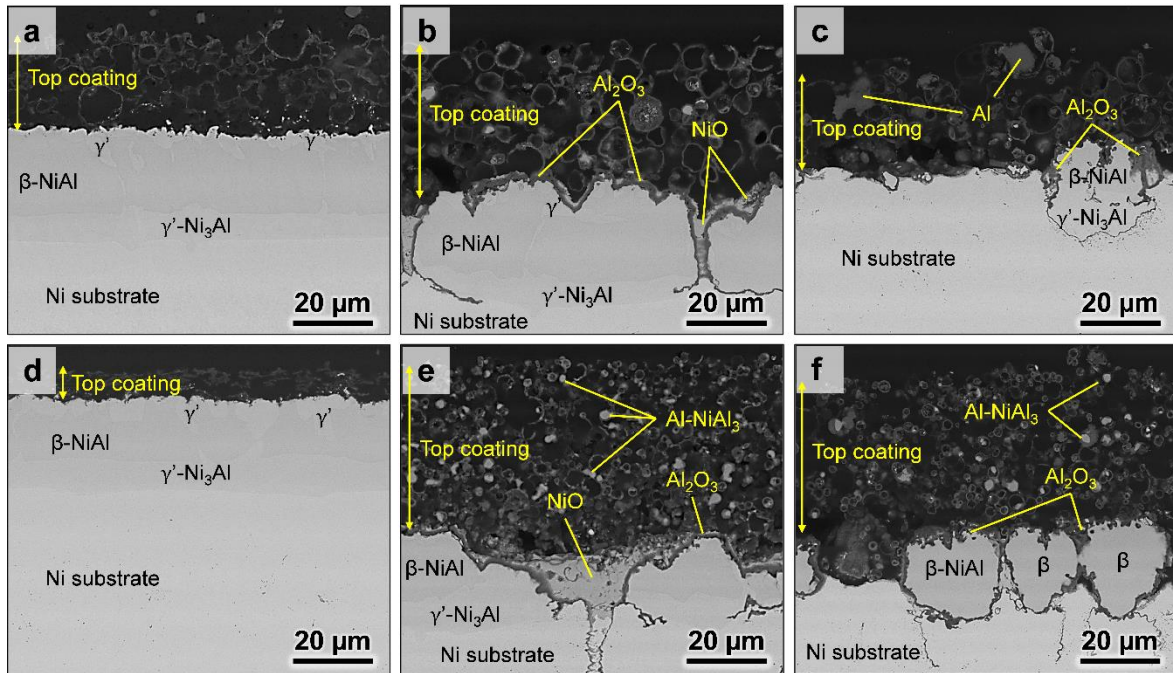 a
Top coating
γ'
γ'
β-NiAl
γ'-Ni₃Al
Ni substrate
20 µm
b
Top coating
Al₂O₃
NiO
γ'
β-NiAl
γ'-Ni₃Al
Ni substrate
20 µm
c
Top coating
Al
Al₂O₃
β-NiAl
γ'-Ni₃Al
Ni substrate
20 µm
d
Top coating
γ'
γ'
β-NiAl
γ'-Ni₃Al
Ni substrate
20 µm
e
Al-NiAl₃
Top coating
NiO
Al₂O₃
β-NiAl
γ'-Ni₃Al
Ni substrate
20 µm
f
Al-NiAl₃
Top coating
Al₂O₃
β-NiAl
β
β
Ni substrate
20 µm